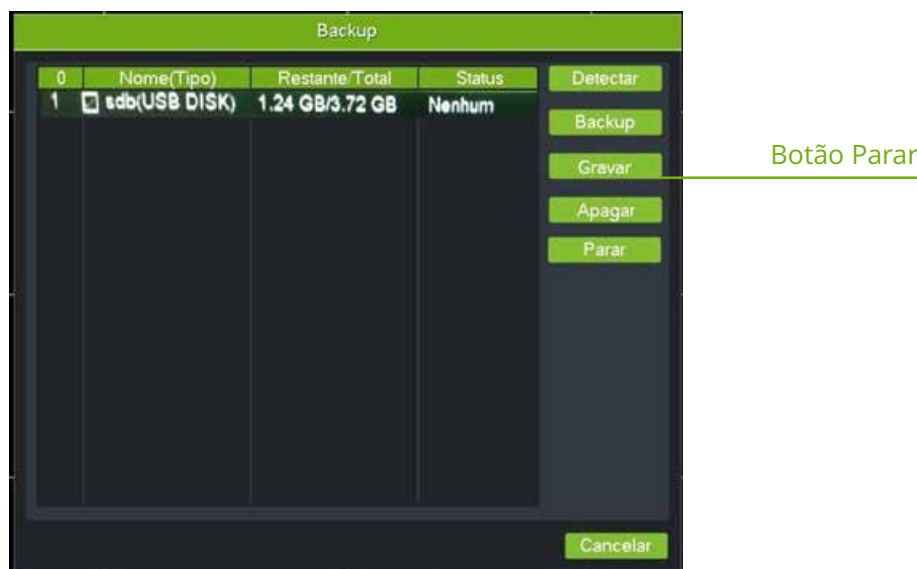 Backup
0 Nome(Tipo) Restante/Total Status
1 sdb(USB DISK) 1.24 GB/3.72 GB Nenhum
Detectar
Backup
Gravar
Apagar
Parar
Cancelar
Botão Parar